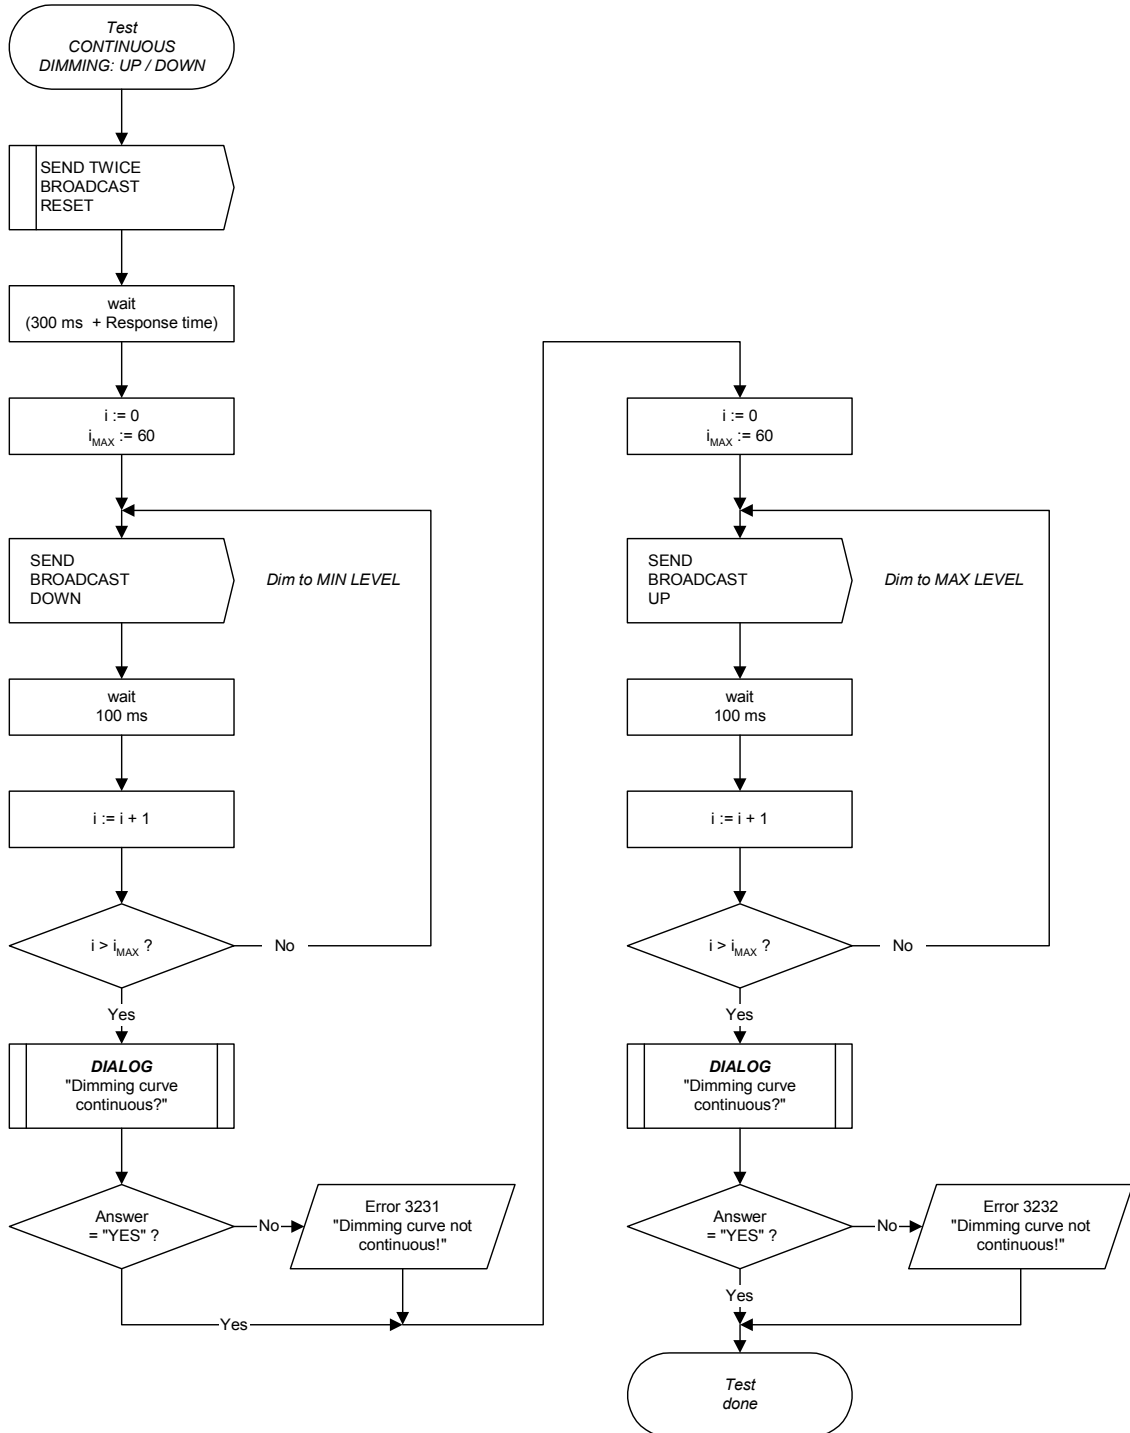 Test
CONTINUOUS
DIMMING: UP / DOWN
SEND TWICE
BROADCAST
RESET
wait
(300 ms + Response time)
i := 0
iMAX := 60
SEND
BROADCAST
DOWN
Dim to MIN LEVEL
wait
100 ms
i := i + 1
i > iMAX ?
No
Yes
DIALOG
"Dimming curve
continuous?"
Answer
= "YES" ?
No
Error 3231
"Dimming curve not
continuous!"
Yes
i := 0
iMAX := 60
SEND
BROADCAST
UP
Dim to MAX LEVEL
wait
100 ms
i := i + 1
i > iMAX ?
No
Yes
DIALOG
"Dimming curve
continuous?"
Answer
= "YES" ?
No
Error 3232
"Dimming curve not
continuous!"
Yes
Test
done